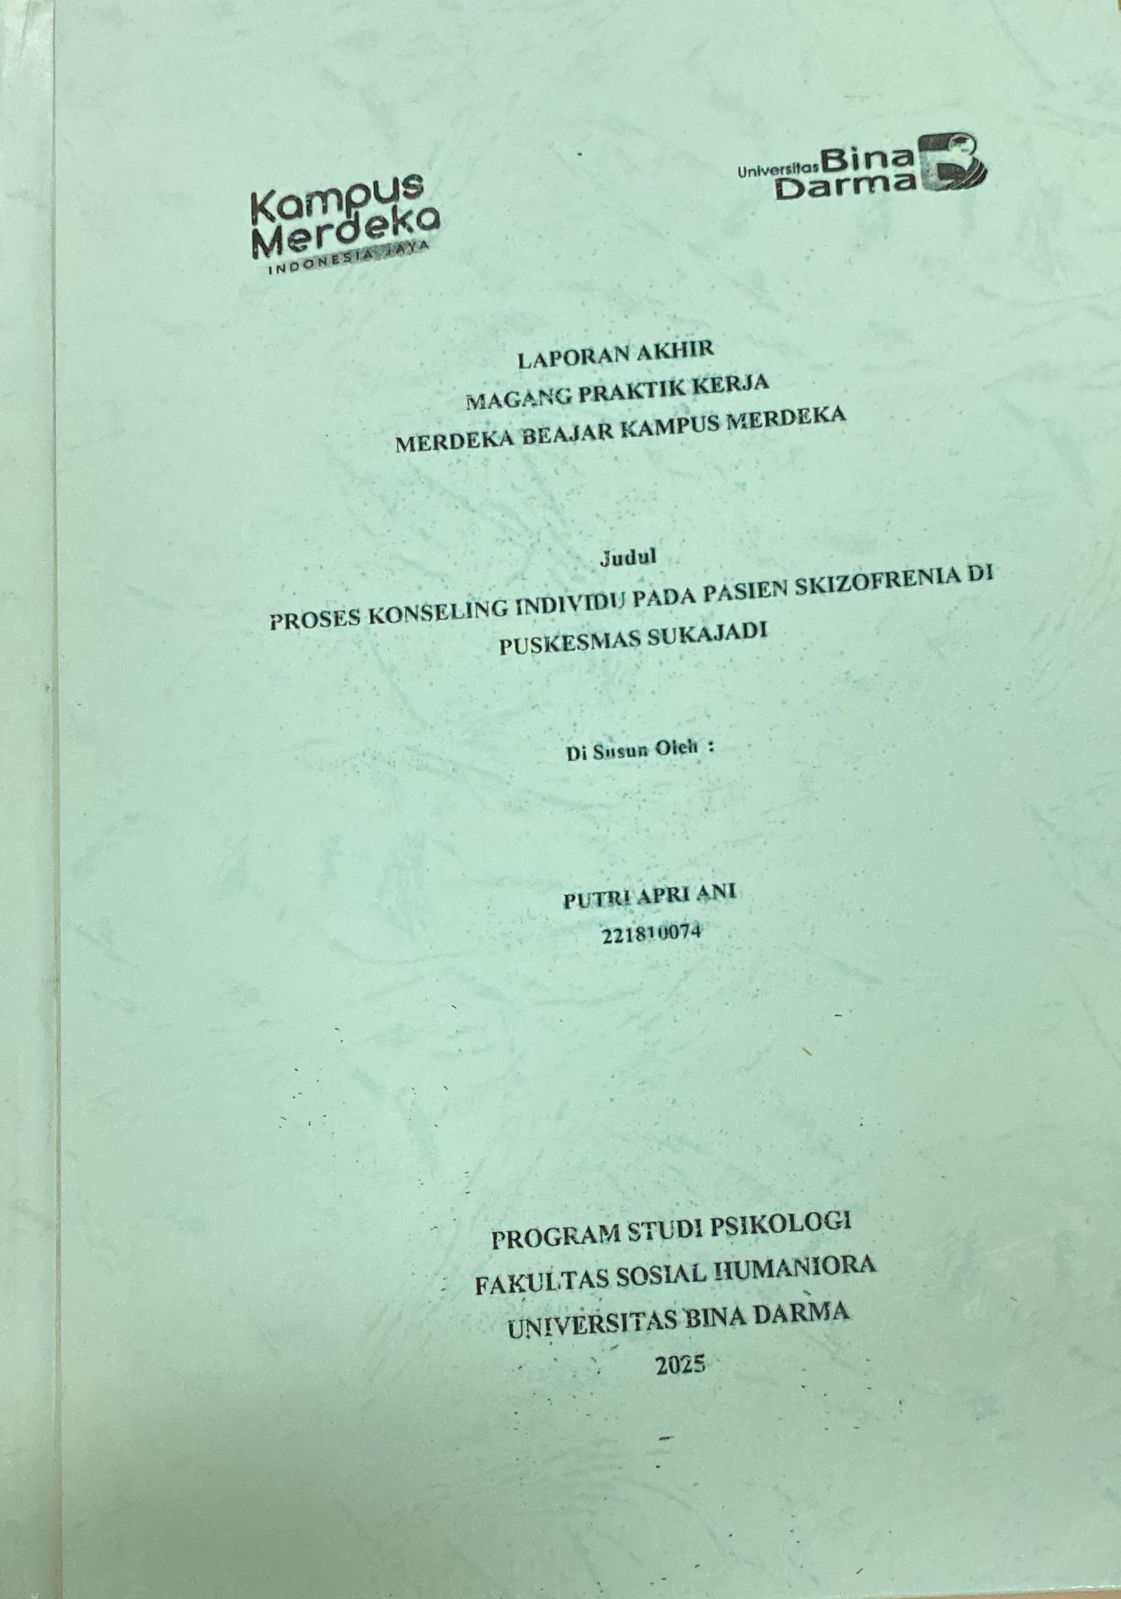 Kampus
Merdeka
INDONESIA JAYA
Universitas Bina
Darma
LAPORAN AKHIR
MAGANG PRAKTIK KERJA
MERDEKA BEAJAR KAMPUS MERDEKA
Judul
PROSES KONSELING INDIVIDU PADA PASIEN SKIZOFRENIA DI
PUSKESMAS SUKAJADI
Di Susun Oleh :
PUTRI APRI ANI
221810074
PROGRAM STUDI PSIKOLOGI
FAKULTAS SOSIAL HUMANIORA
UNIVERSITAS BINA DARMA
2025